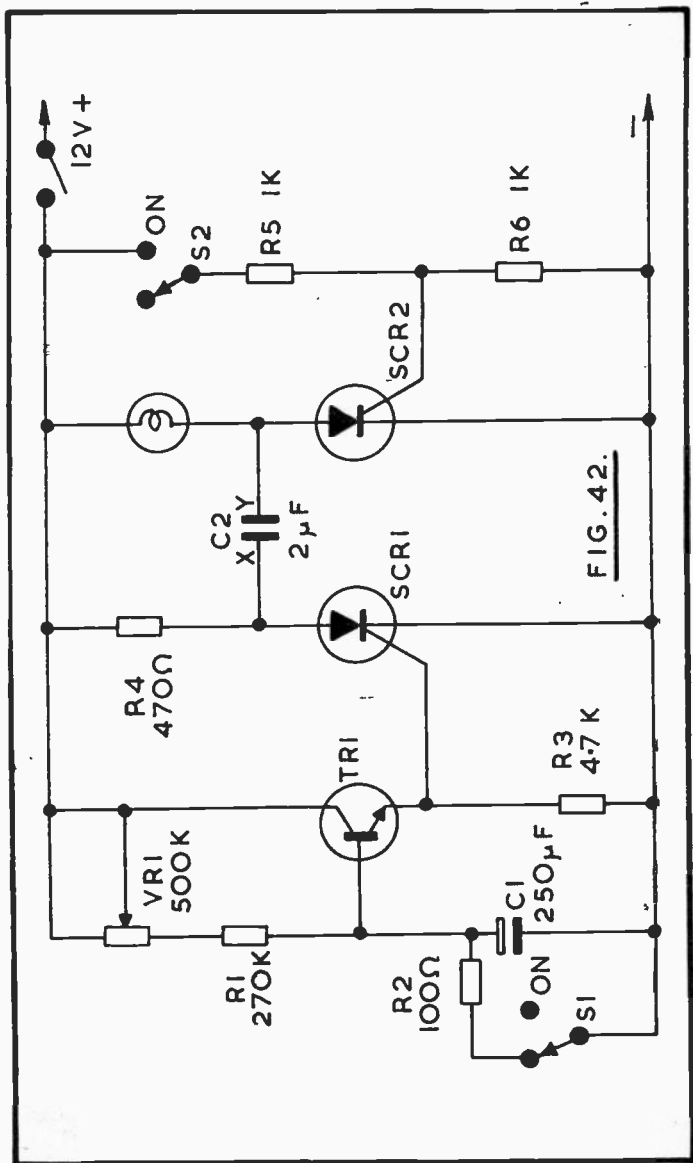 VR1
500K
R1
270K
R2
100Ω
ON
S1
C1
250µF
TR1
R3
4·7 K
R4
470Ω
SCR1
C2
X Y
2µF
SCR2
S2
ON
R5 1K
R6 1K
12V+
−
FIG.42.